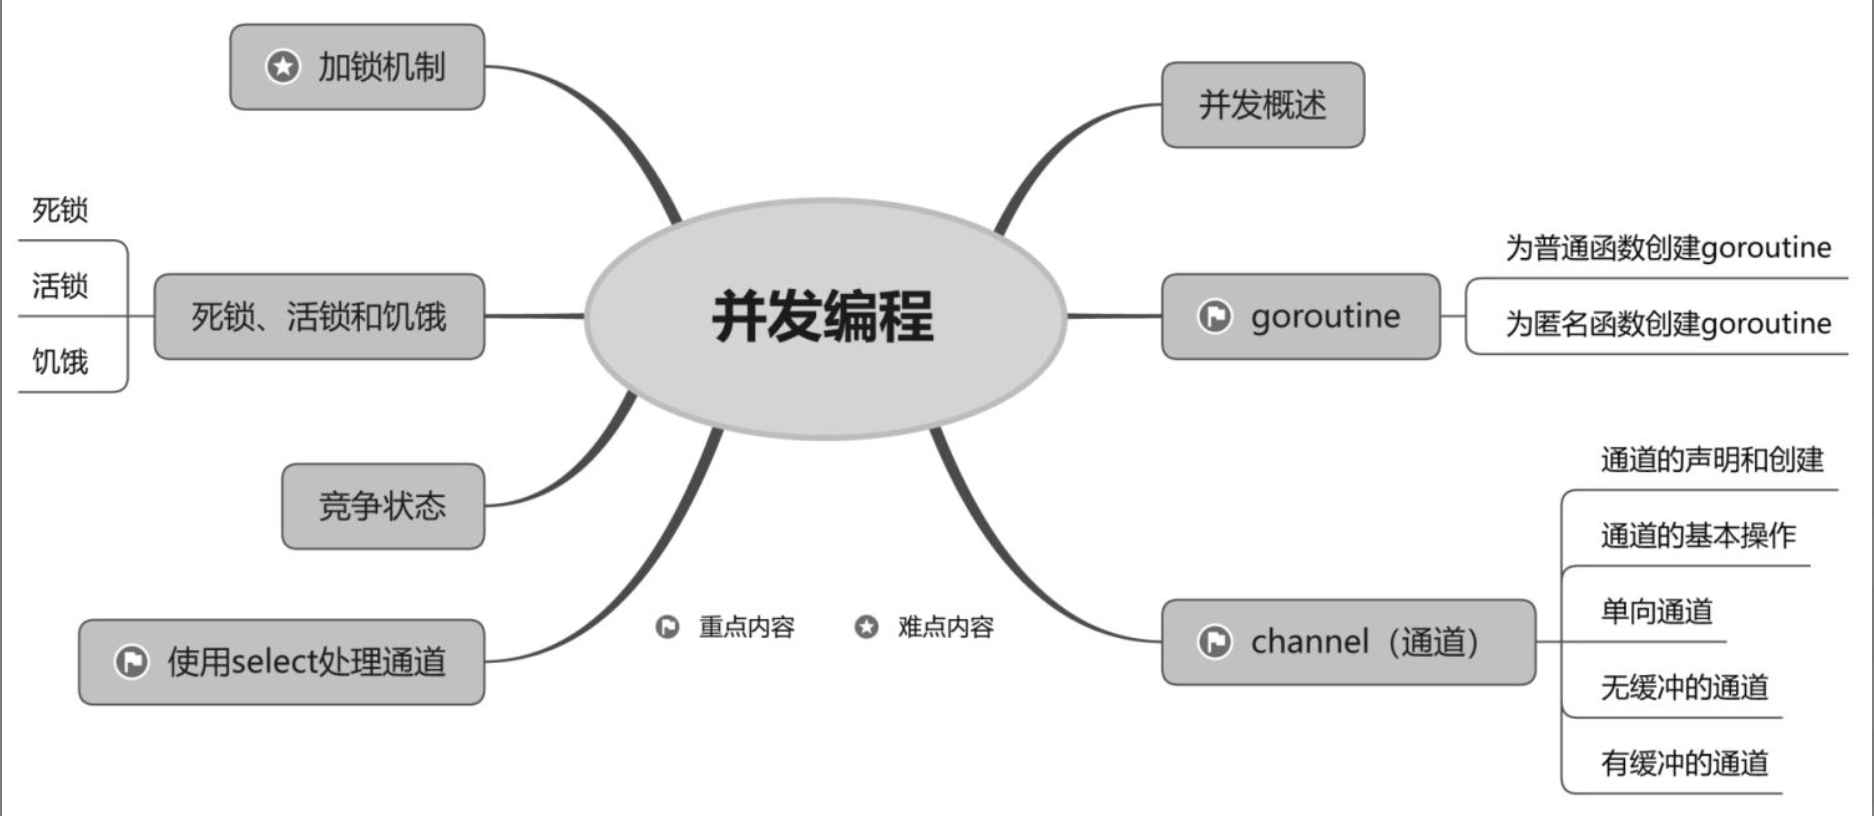 并发编程
并发概述
goroutine
为普通函数创建goroutine
为匿名函数创建goroutine
channel（通道）
通道的声明和创建
通道的基本操作
单向通道
无缓冲的通道
有缓冲的通道
加锁机制
死锁、活锁和饥饿
死锁
活锁
饥饿
竞争状态
使用select处理通道
重点内容
难点内容